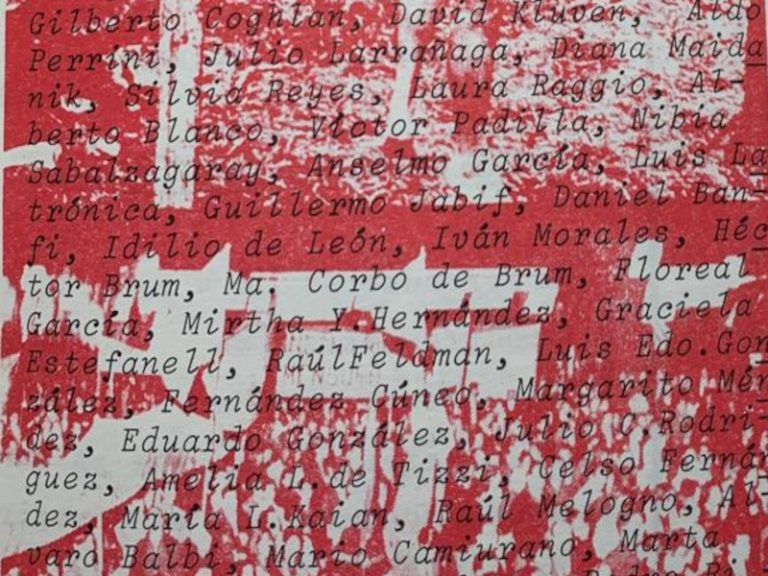 Gilberto Coghlan, David Kluven, Aldo
Perrini, Julio Larrañaga, Diana Maida
nik, Silvia Reyes, Laura Raggio, Al-
berto Blanco, Víctor Padilla, Nibia
Sabalzagaray, Anselmo García, Luis La
trónica, Guillermo Jabif, Daniel Ban-
fi, Idilio de León, Iván Morales, Héc
tor Brum, Ma. Corbo de Brum, Floreal
García, Mirtha Y.Hernández, Graciela
Estefanell, RaúlFeldman, Luis Edo.Gon
zález, Fernández Cúneo, Margarito Mén
dez, Eduardo González, Julio C.Rodrí-
guez, Amelia L.de Tizzi, Celso Fernán
dez, María L.Kaian, Raúl Melogno, Al-
varo Balbi, Mario Camiurano, Marta